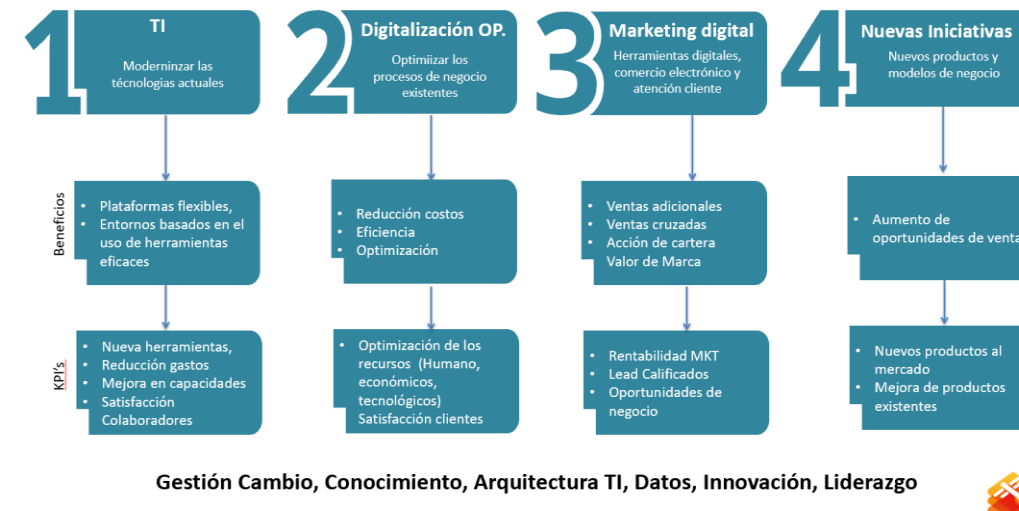 1
TI
Moderninzar las
técnologias actuales
2
Digitalización OP.
Optimiizar los
procesos de negocio
existentes
3
Marketing digital
Herramientas digitales,
comercio electrónico y
atención cliente
4
Nuevas Iniciativas
Nuevos productos y
modelos de negocio
Beneficios
• Plataformas flexibles,
• Entornos basados en el
uso de herramientas
eficaces
• Reducción costos
• Eficiencia
• Optimización
• Ventas adicionales
• Ventas cruzadas
• Acción de cartera
Valor de Marca
• Aumento de
oportunidades de venta
KPI's
• Nueva herramientas,
• Reducción gastos
• Mejora en capacidades
• Satisfacción
Colaboradores
• Optimización de los
recursos (Humano,
económicos,
tecnológicos)
Satisfacción clientes
• Rentabilidad MKT
• Lead Calificados
• Oportunidades de
negocio
• Nuevos productos al
mercado
• Mejora de productos
existentes
Gestión Cambio, Conocimiento, Arquitectura TI, Datos, Innovación, Liderazgo